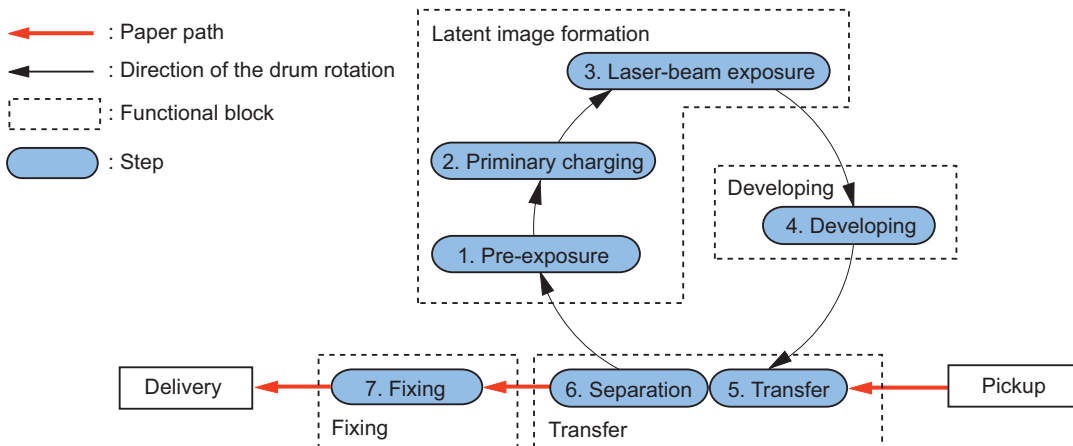 : Paper path
: Direction of the drum rotation
: Functional block
: Step
Latent image formation
3. Laser-beam exposure
2. Priminary charging
1. Pre-exposure
Developing
4. Developing
Delivery
7. Fixing
6. Separation
5. Transfer
Pickup
Fixing
Transfer